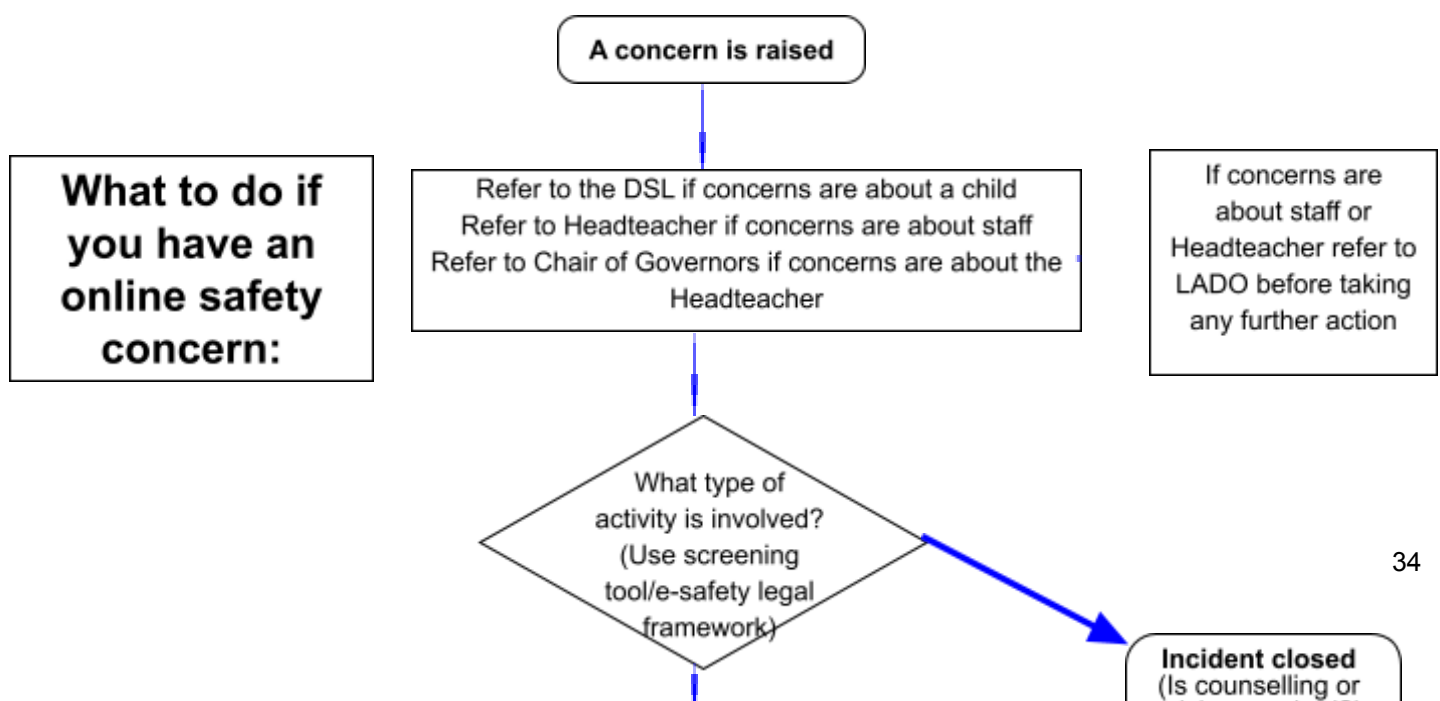 A concern is raised
What to do if
you have an
online safety
concern:
Refer to the DSL if concerns are about a child
Refer to Headteacher if concerns are about staff
Refer to Chair of Governors if concerns are about the
Headteacher
If concerns are
about staff or
Headteacher refer to
LADO before taking
any further action
What type of
activity is involved?
(Use screening
tool/e-safety legal
framework)
34
Incident closed
(Is counselling or